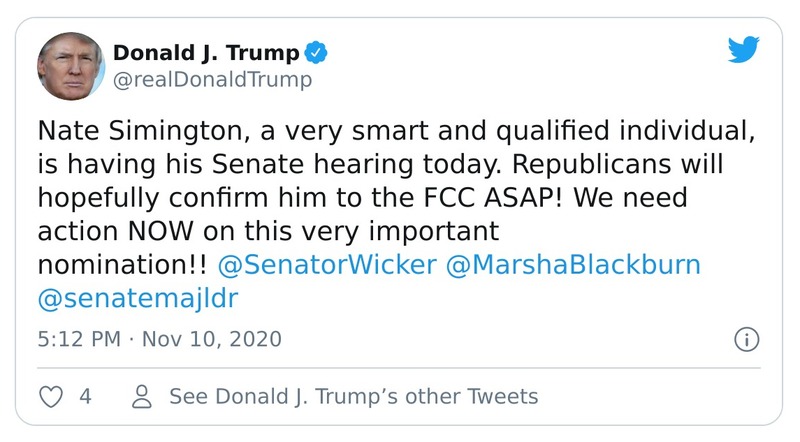 Donald J. Trump
@realDonaldTrump
Nate Simington, a very smart and qualified individual,
is having his Senate hearing today. Republicans will
hopefully confirm him to the FCC ASAP! We need
action NOW on this very important
nomination!! @SenatorWicker @MarshaBlackburn
@senatemajldr
5:12 PM · Nov 10, 2020
4 See Donald J. Trump’s other Tweets